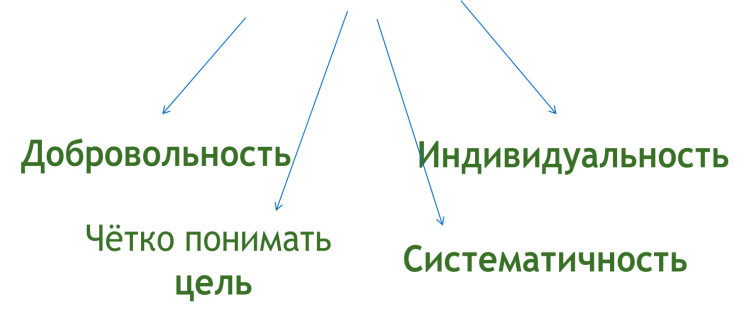 Добровольность
Индивидуальность
Чётко понимать
цель
Систематичность